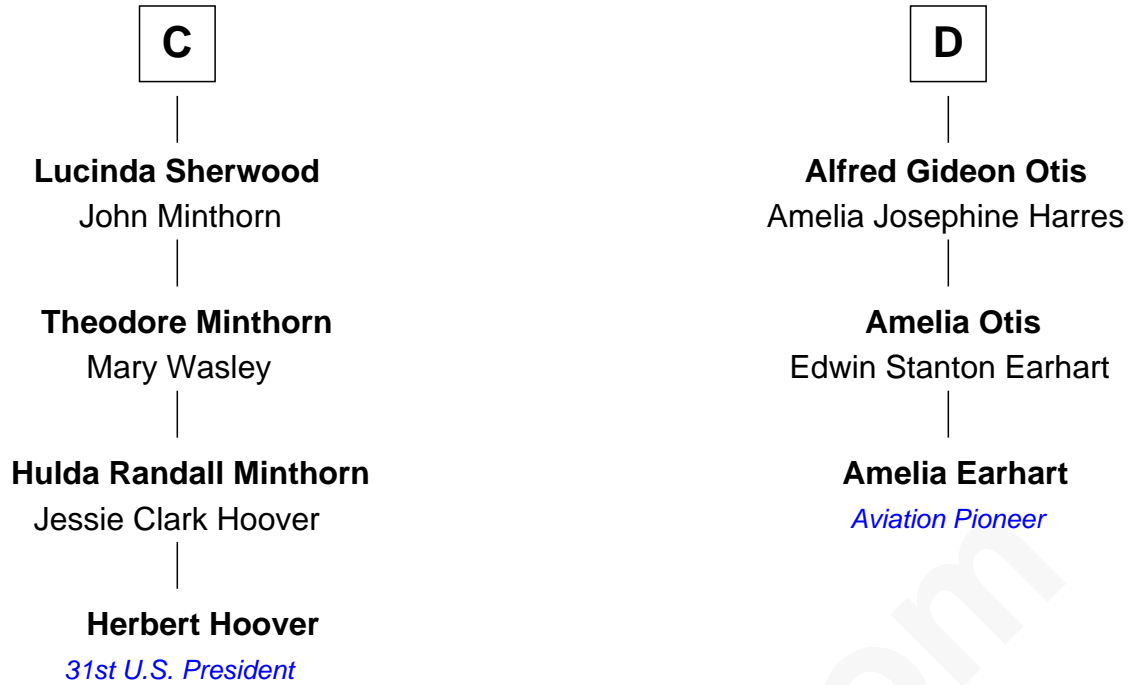 C
Lucinda Sherwood
John Minthorn
Theodore Minthorn
Mary Wasley
Hulda Randall Minthorn
Jessie Clark Hoover
Herbert Hoover
31st U.S. President
D
Alfred Gideon Otis
Amelia Josephine Harres
Amelia Otis
Edwin Stanton Earhart
Amelia Earhart
Aviation Pioneer
om